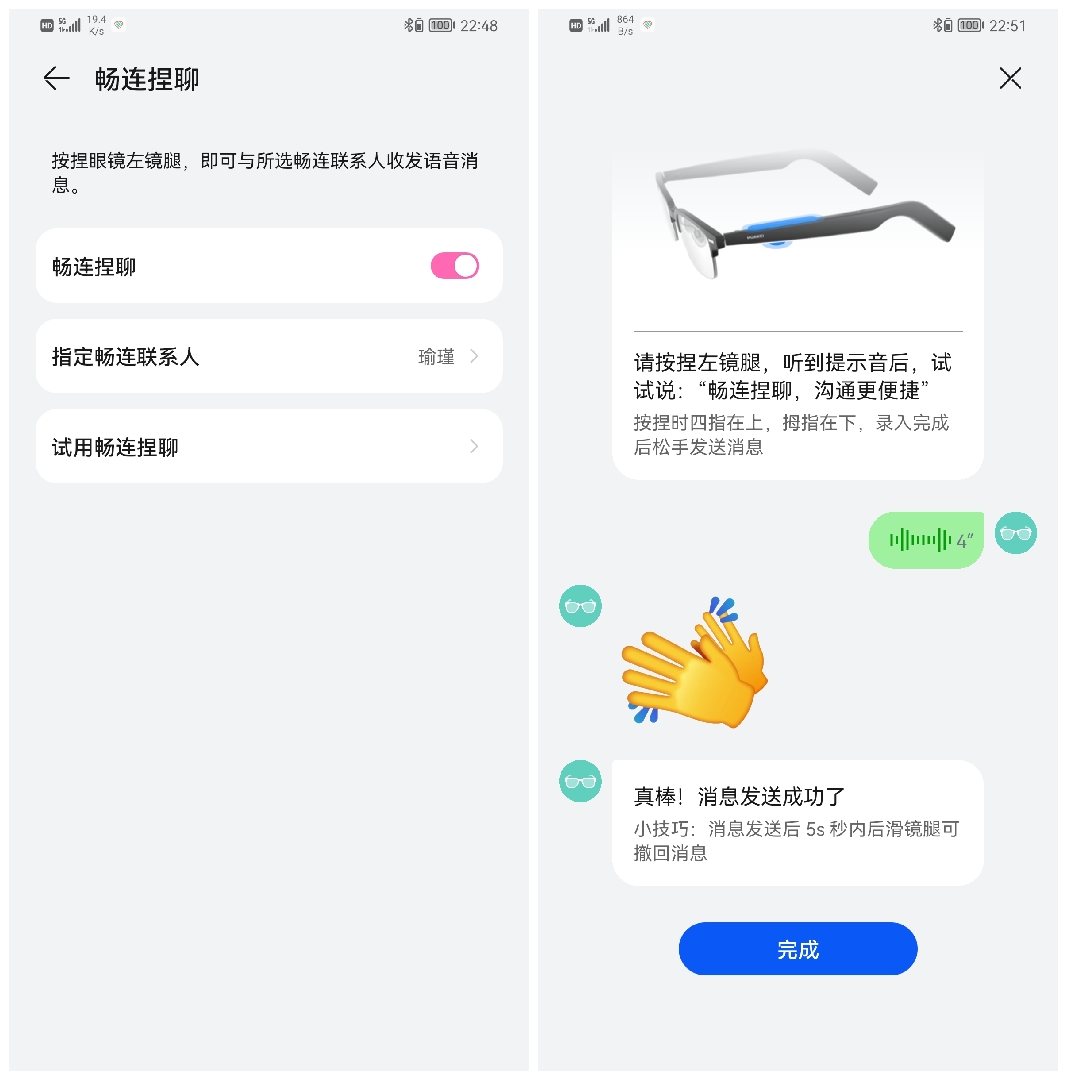 HD 5G 19.4 K/s 100 22:48
畅连捏聊
按捏眼镜左镜腿，即可与所选畅连联系人收发语音消
息。
畅连捏聊
指定畅连联系人 瑜瑾
试用畅连捏聊
HD 5G 864 B/s 100 22:51
HUAWEI
请按捏左镜腿，听到提示音后，试
试说：“畅连捏聊，沟通更便捷”
按捏时四指在上，拇指在下，录入完成
后松手发送消息
4"
真棒！消息发送成功了
小技巧：消息发送后 5s 秒内后滑镜腿可
撤回消息
完成